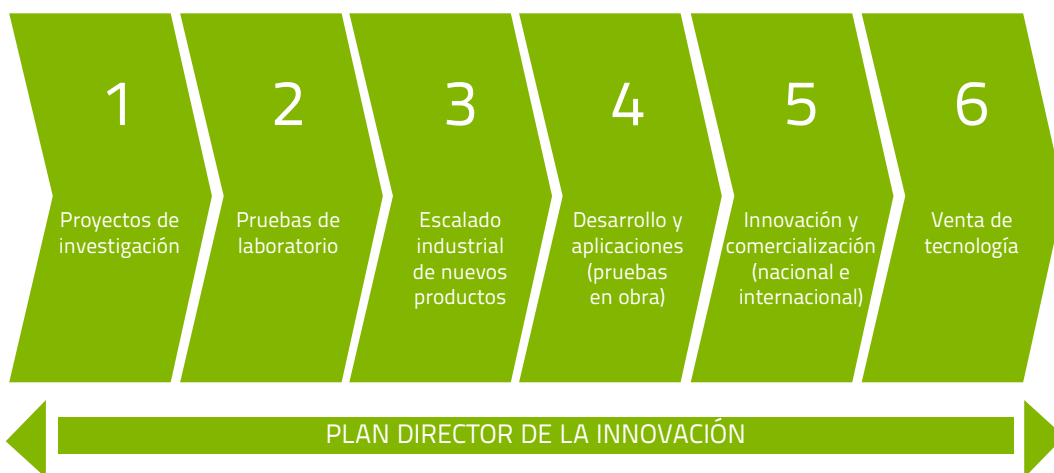 1
Proyectos de
investigación
2
Pruebas de
laboratorio
3
Escalado
industrial
de nuevos
productos
4
Desarrollo y
aplicaciones
(pruebas
en obra)
5
Innovación y
comercialización
(nacional e
internacional)
6
Venta de
tecnología
PLAN DIRECTOR DE LA INNOVACIÓN